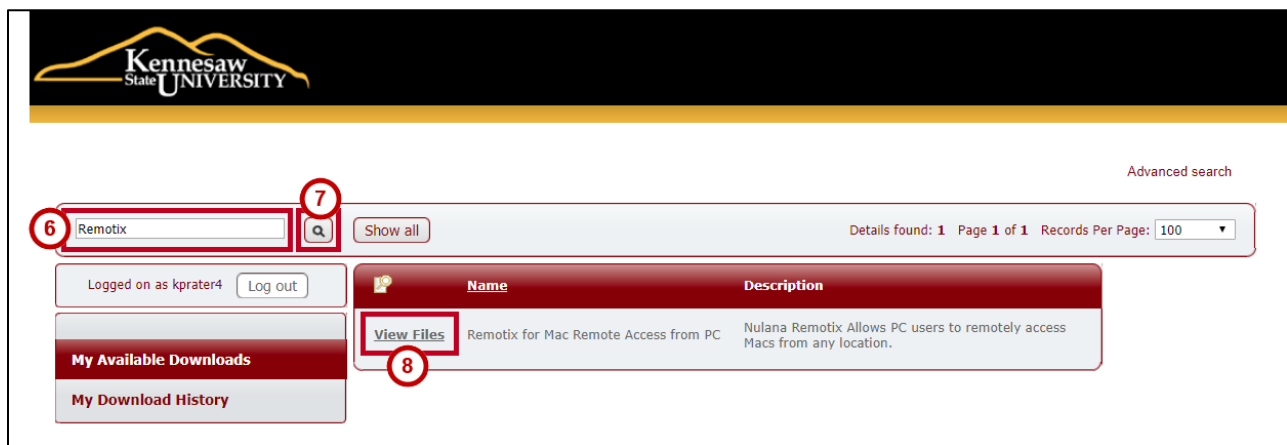 Kennesaw
State UNIVERSITY
Advanced search
7
6
Remotix
Show all
Details found: 1 Page 1 of 1 Records Per Page: 100
Logged on as kprater4 Log out
Name Description
View Files Remotix for Mac Remote Access from PC
Nulana Remotix Allows PC users to remotely access
Macs from any location.
8
My Available Downloads
My Download History